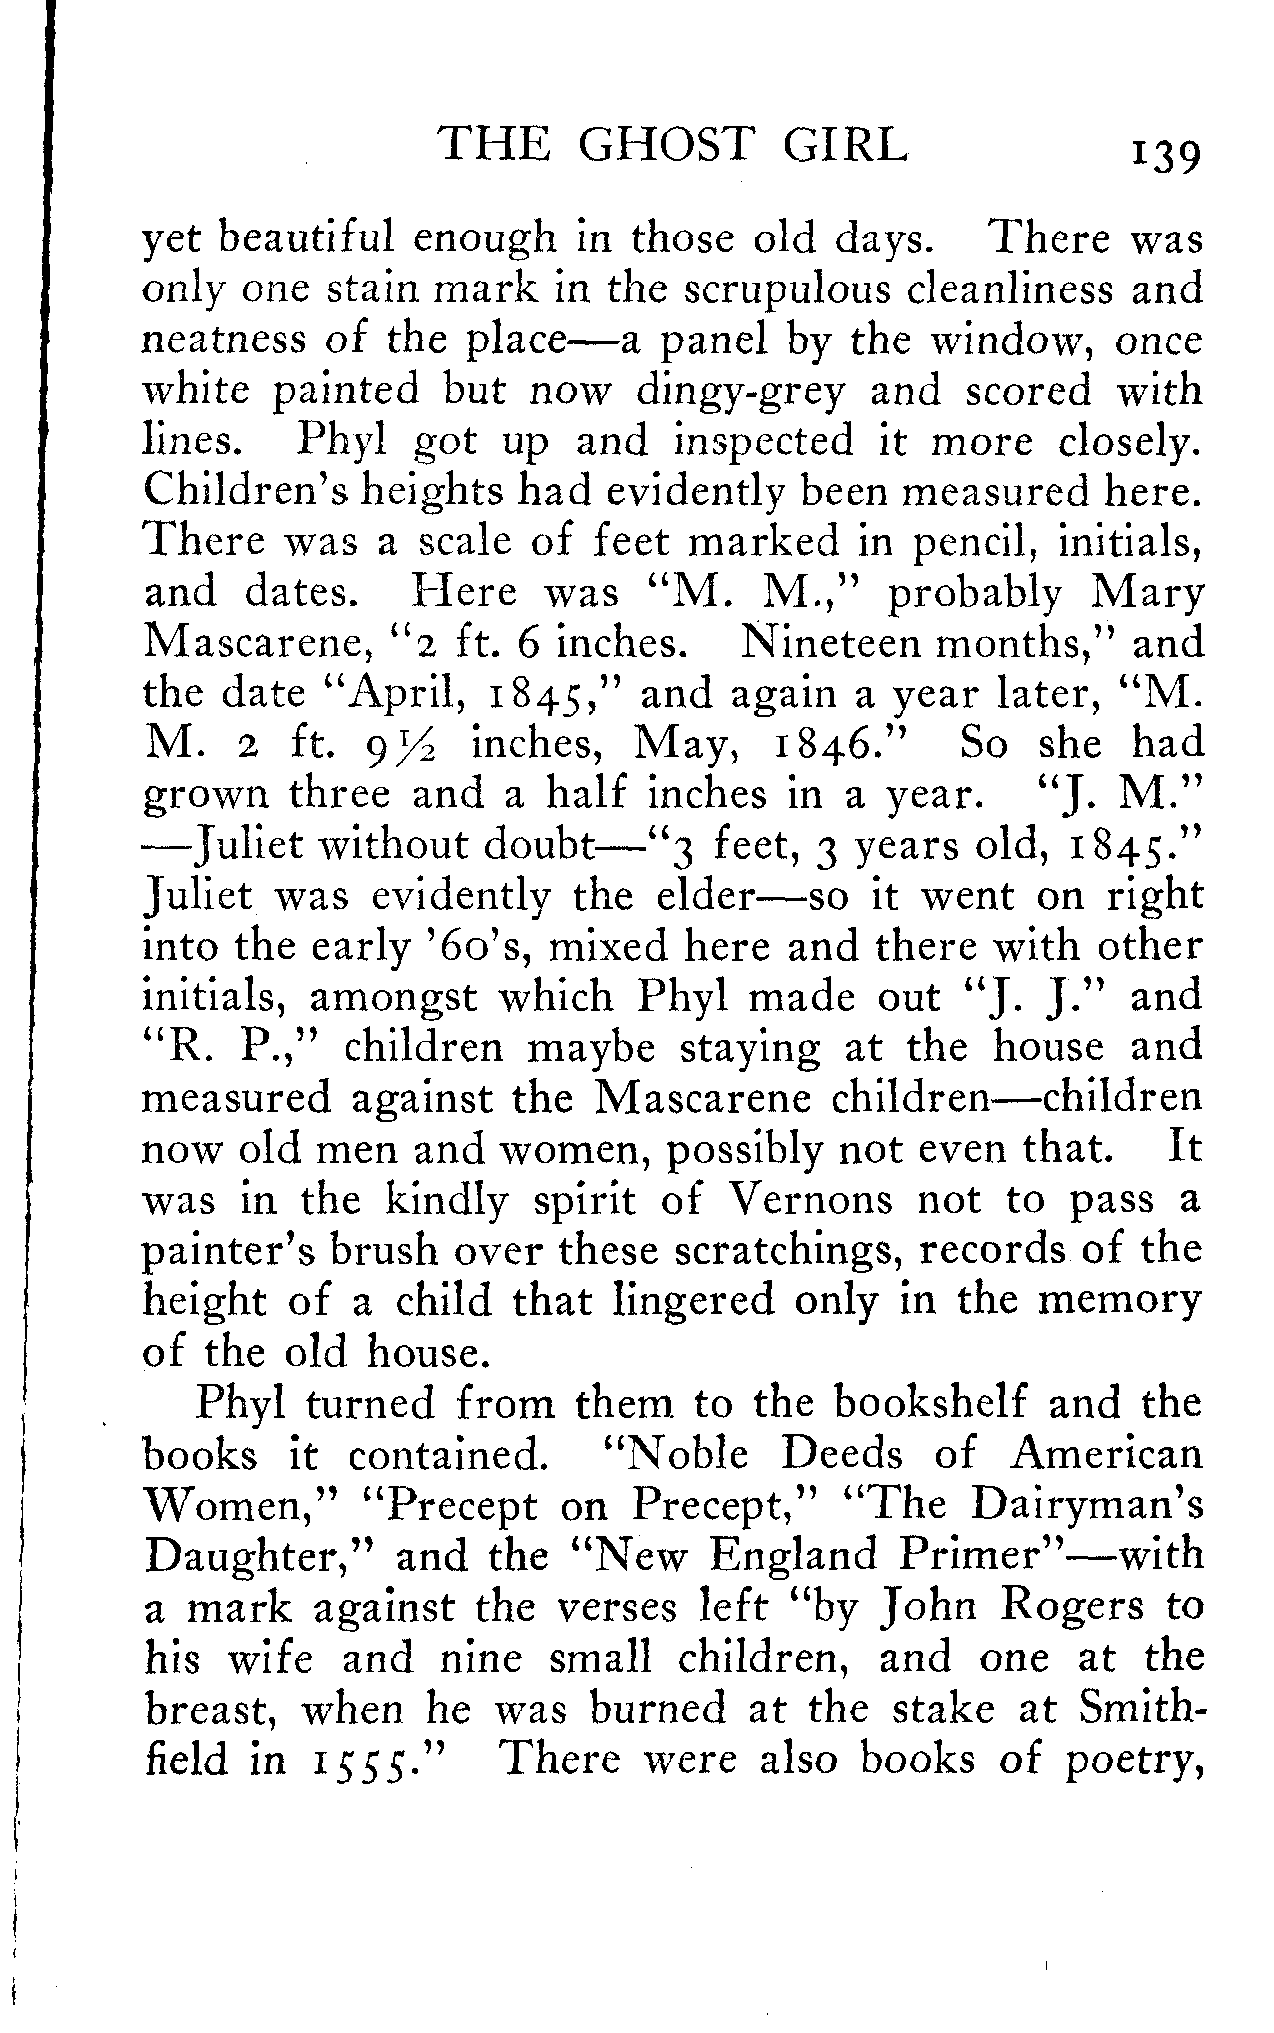 THE GHOST GIRL 139
yet beautiful enough in those old days. There was
only one stain mark in the scrupulous cleanliness and
neatness of the place—a panel by the window, once
white painted but now dingy-grey and scored with
lines. Phyl got up and inspected it more closely.
Children's heights had evidently been measured here.
There was a scale of feet marked in pencil, initials,
and dates. Here was "M. M.," probably Mary
Mascarene, "2 ft. 6 inches. Nineteen months," and
the date "April, 1845," and again a year later, "M.
M. 2 ft. 9½ inches, May, 1846." So she had
grown three and a half inches in a year. "J. M."
—Juliet without doubt—"3 feet, 3 years old, 1845."
Juliet was evidently the elder—so it went on right
into the early '60's, mixed here and there with other
initials, amongst which Phyl made out "J. J." and
"R. P.," children maybe staying at the house and
measured against the Mascarene children—children
now old men and women, possibly not even that. It
was in the kindly spirit of Vernons not to pass a
painter's brush over these scratchings, records of the
height of a child that lingered only in the memory
of the old house.
Phyl turned from them to the bookshelf and the
books it contained. "Noble Deeds of American
Women," "Precept on Precept," "The Dairyman's
Daughter," and the "New England Primer"—with
a mark against the verses left "by John Rogers to
his wife and nine small children, and one at the
breast, when he was burned at the stake at Smith-
field in 1555." There were also books of poetry,